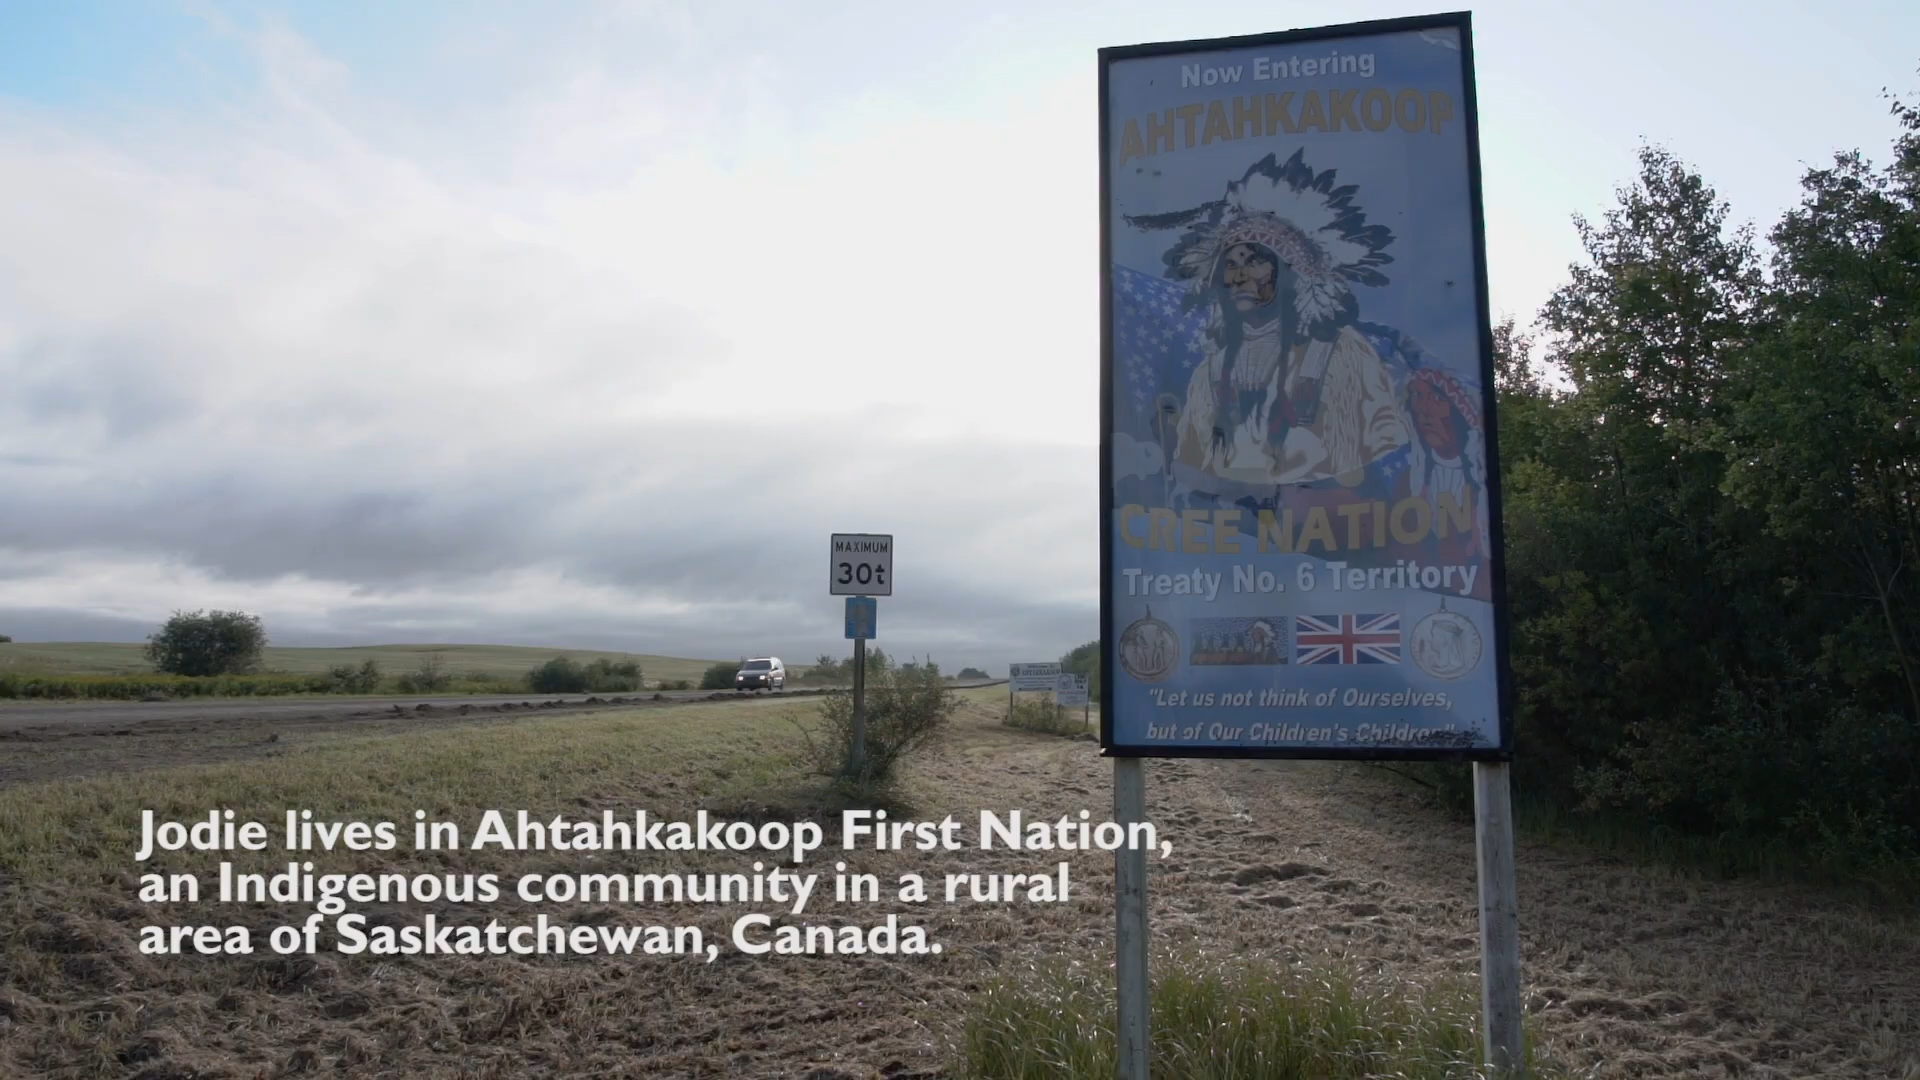 Now Entering
AHTAHKAKOOP
CREE NATION
Treaty No. 6 Territory
"Let us not think of Ourselves,
but of Our Children's Children"
MAXIMUM
30t
Jodie lives in Ahtahkakoop First Nation,
an Indigenous community in a rural
area of Saskatchewan, Canada.